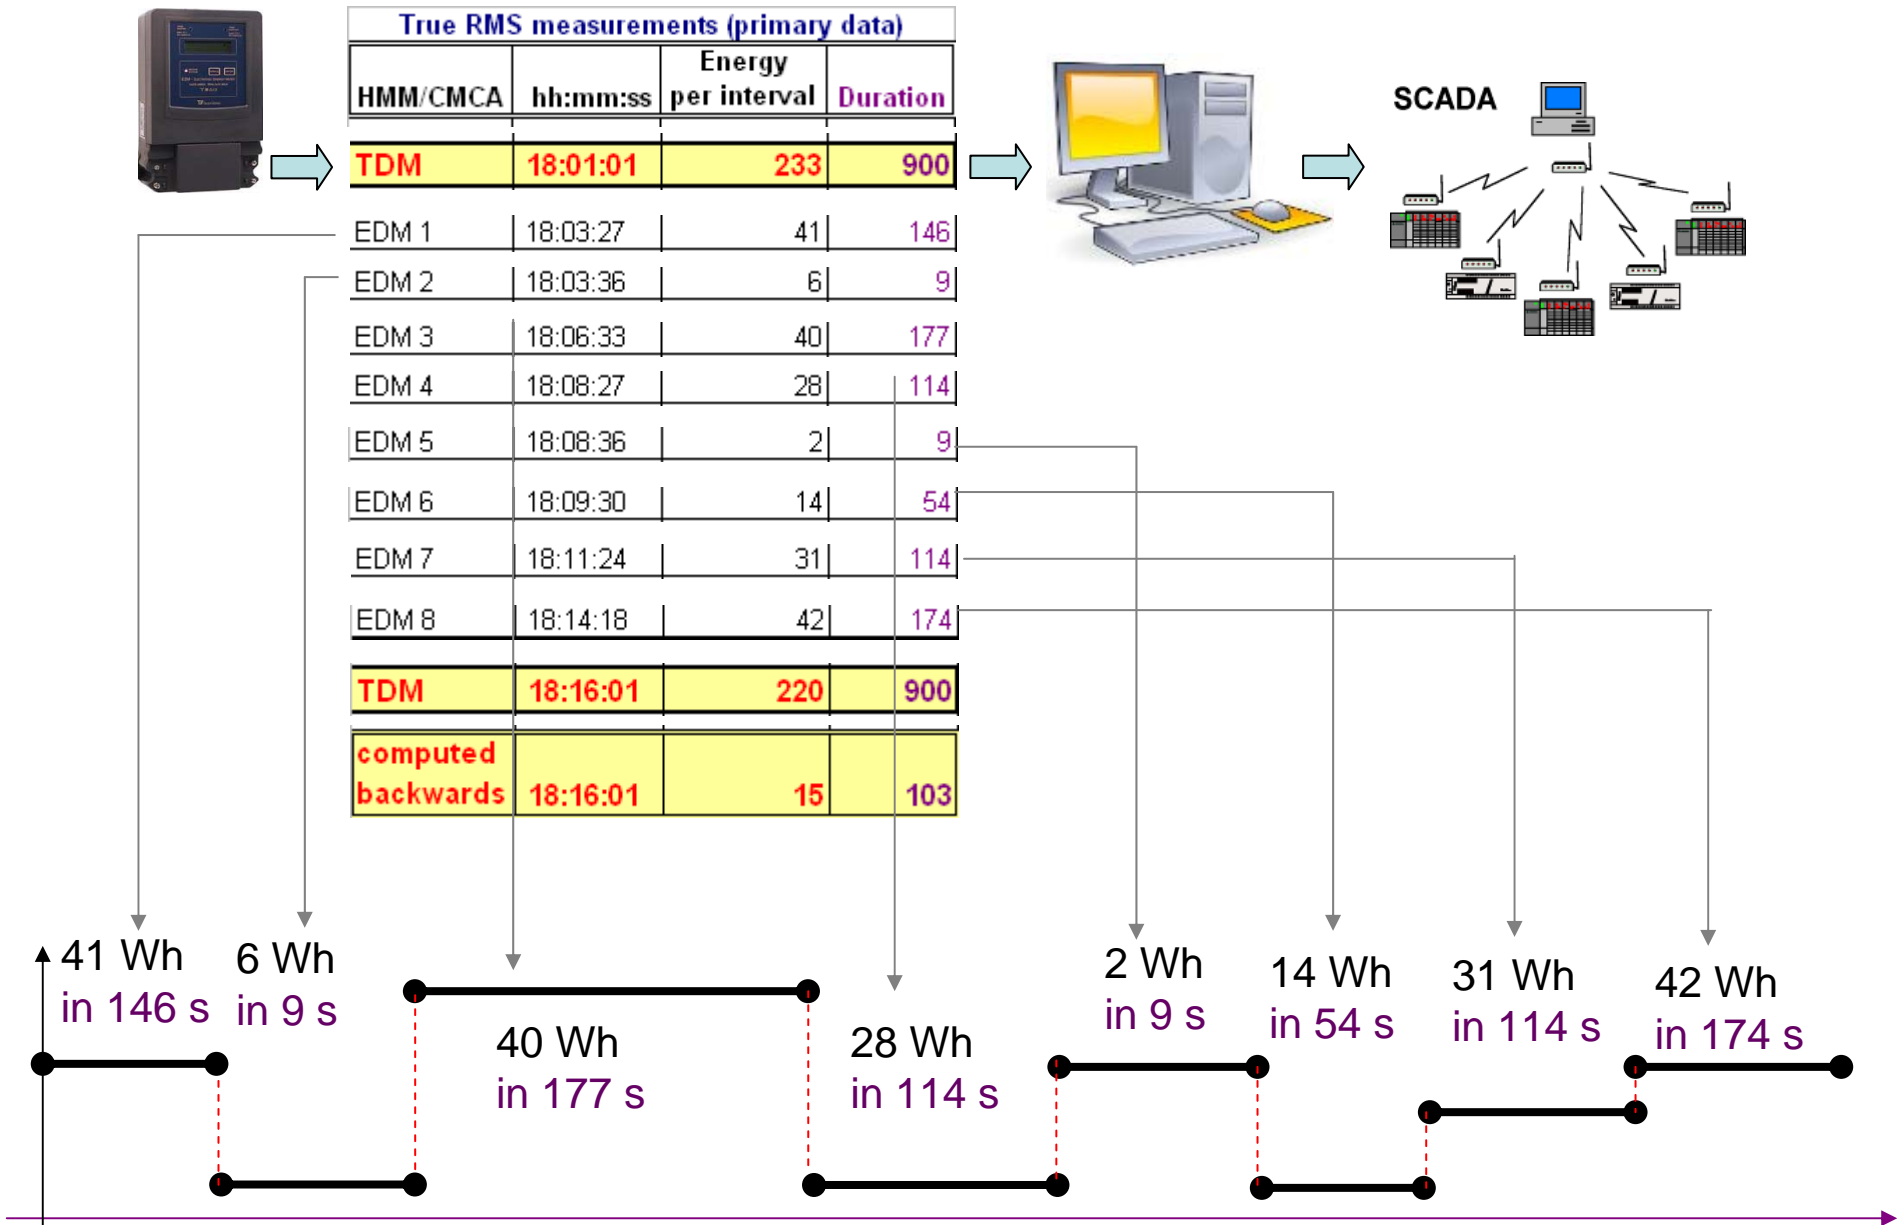 True RMS measurements (primary data)
HMM/CMCA hh:mm:ss Energy per interval Duration
TDM 18:01:01 233 900
EDM 1 18:03:27 41 146
EDM 2 18:03:36 6 9
EDM 3 18:06:33 40 177
EDM 4 18:08:27 28 114
EDM 5 18:08:36 2 9
EDM 6 18:09:30 14 54
EDM 7 18:11:24 31 114
EDM 8 18:14:18 42 174
TDM 18:16:01 220 900
computed
backwards 18:16:01 15 103
SCADA
41 Wh
in 146 s
6 Wh
in 9 s
40 Wh
in 177 s
28 Wh
in 114 s
2 Wh
in 9 s
14 Wh
in 54 s
31 Wh
in 114 s
42 Wh
in 174 s